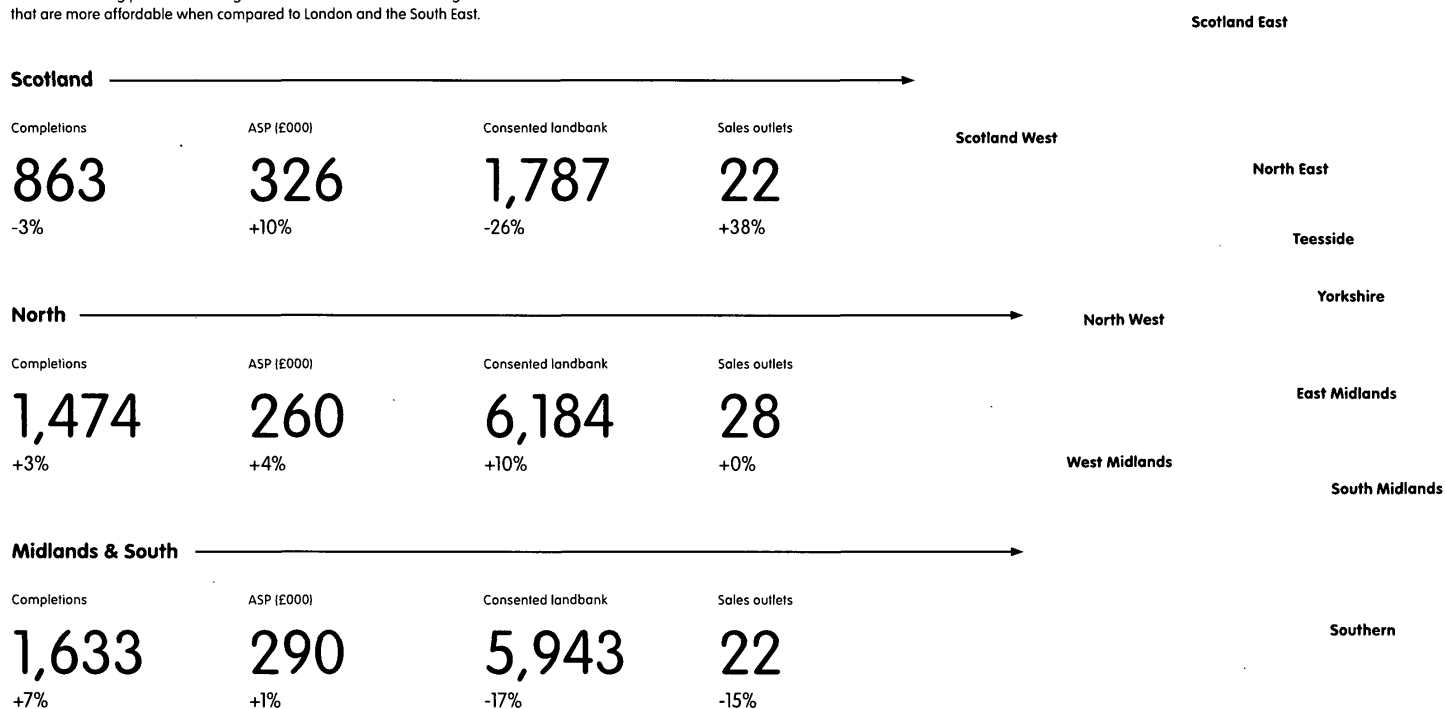 that are more affordable when compared to London and the South East.
Scotland
Completions ASP (£000) Consented landbank Sales outlets
863 326 1,787 22
-3% +10% -26% +38%
North
Completions ASP (£000) Consented landbank Sales outlets
1,474 260 6,184 28
+3% +4% +10% +0%
Midlands & South
Completions ASP (£000) Consented landbank Sales outlets
1,633 290 5,943 22
+7% +1% -17% -15%
Scotland East
Scotland West
North East
Teesside
Yorkshire
North West
East Midlands
West Midlands
South Midlands
Southern